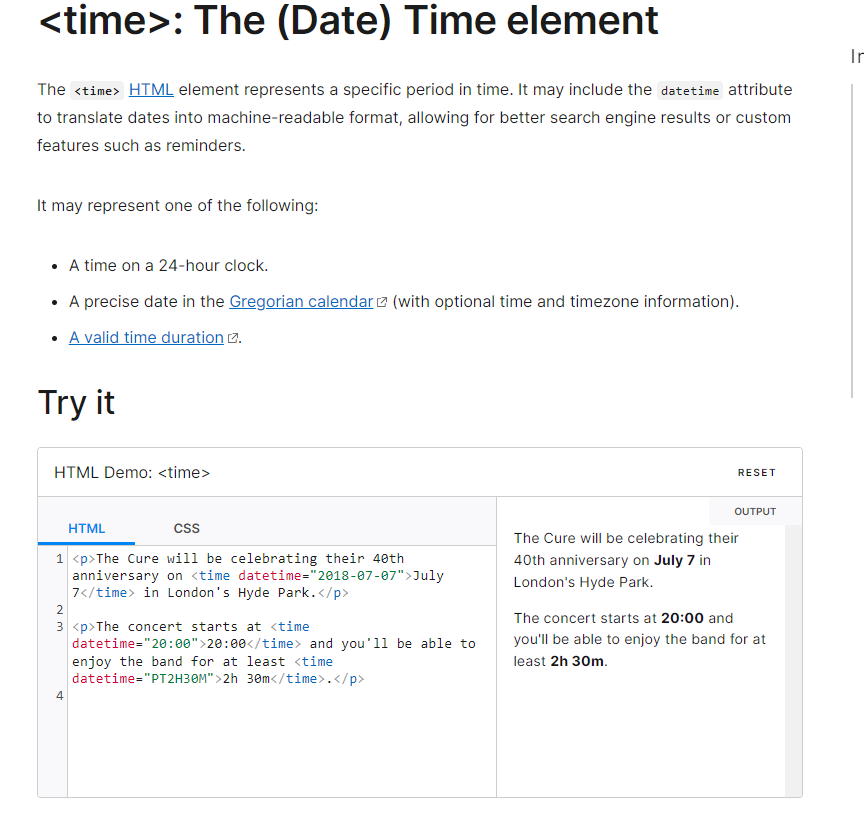 <time>: The (Date) Time element
The <time> HTML element represents a specific period in time. It may include the datetime attribute
to translate dates into machine-readable format, allowing for better search engine results or custom
features such as reminders.
It may represent one of the following:
• A time on a 24-hour clock.
• A precise date in the Gregorian calendar (with optional time and timezone information).
• A valid time duration.
Try it
HTML Demo: <time>
RESET
HTML CSS
1 <p>The Cure will be celebrating their 40th
anniversary on <time datetime="2018-07-07">July
7</time> in London's Hyde Park.</p>
2
3 <p>The concert starts at <time
datetime="20:00">20:00</time> and you'll be able to
enjoy the band for at least <time
datetime="PT2H30M">2h 30m</time>.</p>
4
OUTPUT
The Cure will be celebrating their
40th anniversary on July 7 in
London's Hyde Park.
The concert starts at 20:00 and
you'll be able to enjoy the band for at
least 2h 30m.